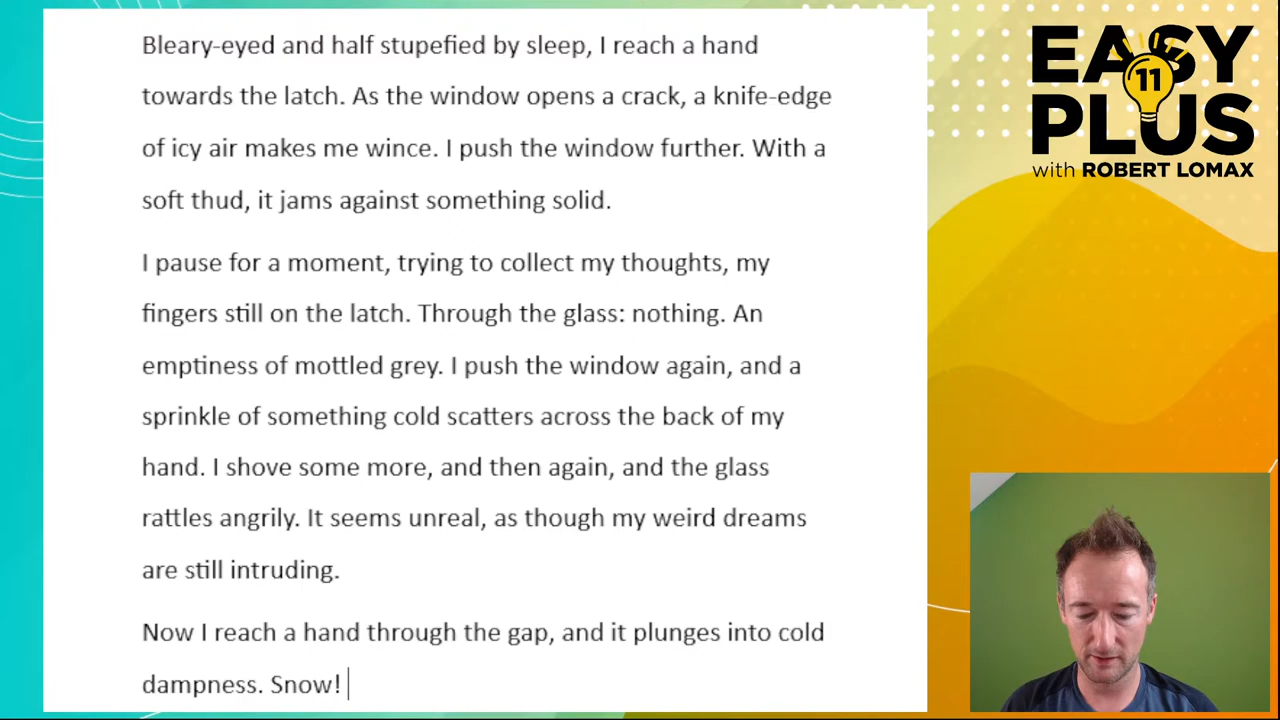 Bleary-eyed and half stupefied by sleep, I reach a hand
towards the latch. As the window opens a crack, a knife-edge
of icy air makes me wince. I push the window further. With a
soft thud, it jams against something solid.
I pause for a moment, trying to collect my thoughts, my
fingers still on the latch. Through the glass: nothing. An
emptiness of mottled grey. I push the window again, and a
sprinkle of something cold scatters across the back of my
hand. I shove some more, and then again, and the glass
rattles angrily. It seems unreal, as though my weird dreams
are still intruding.
Now I reach a hand through the gap, and it plunges into cold
dampness. Snow!
EASY
11
PLUS
with ROBERT LOMAX